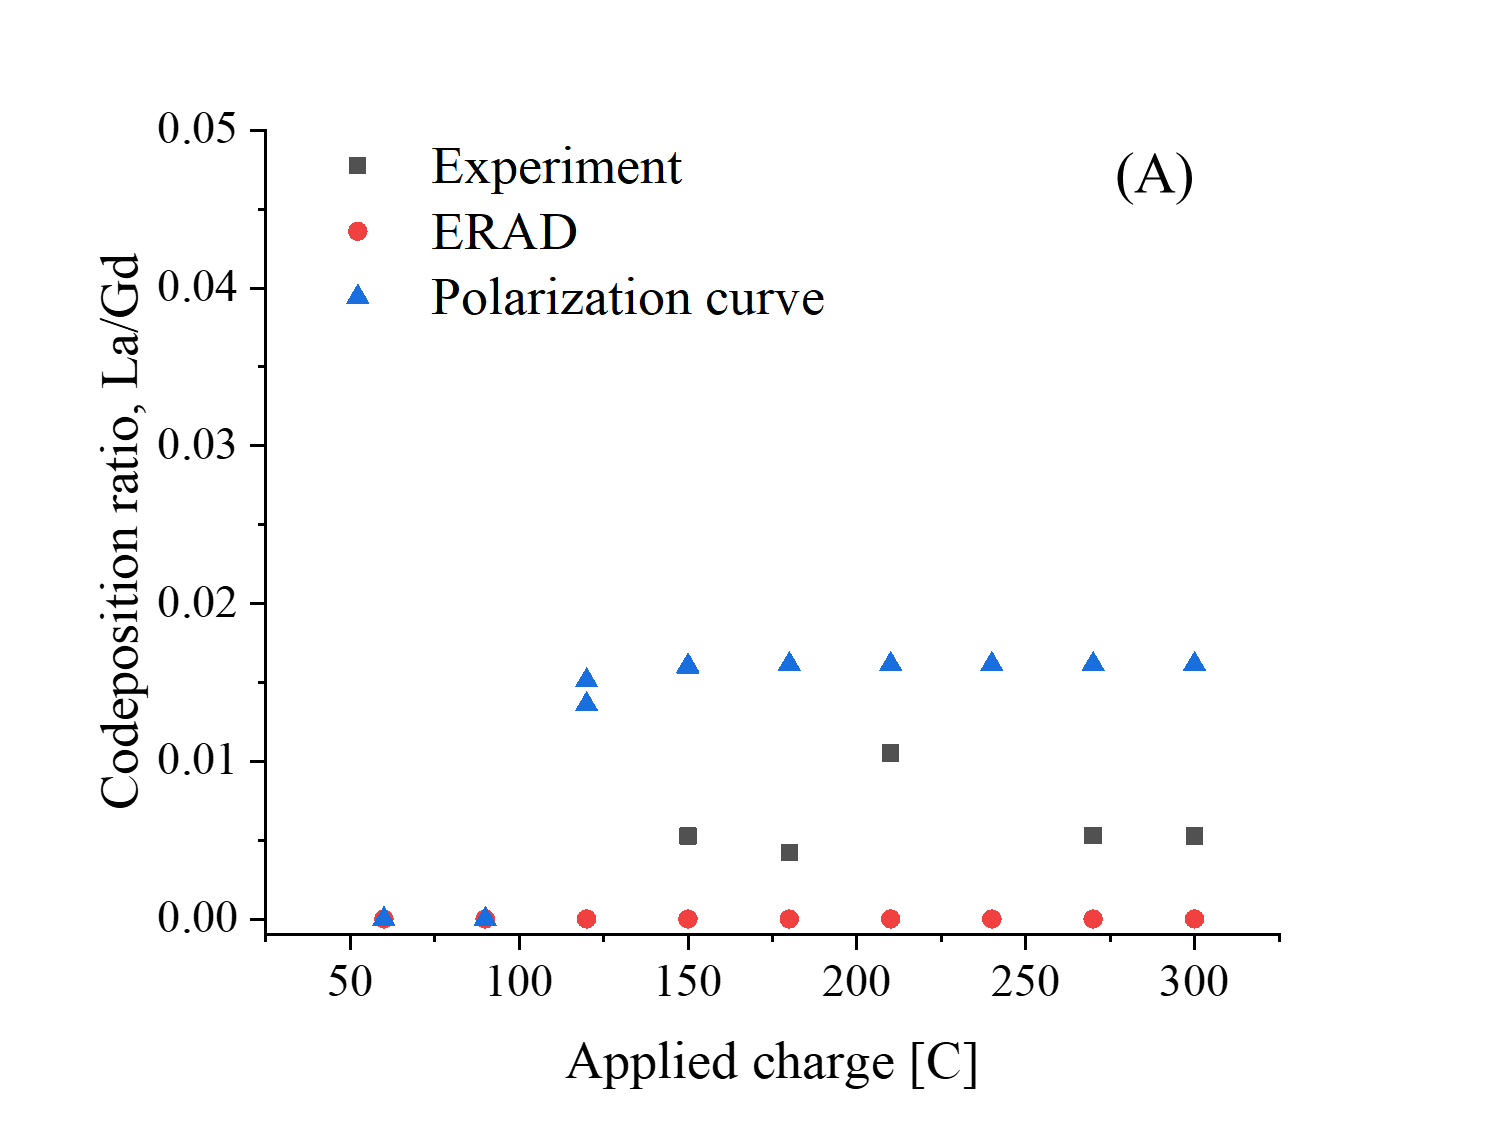 0.05
0.04
0.03
0.02
0.01
0.00
Codeposition ratio, La/Gd
Experiment
ERAD
Polarization curve
(A)
50 100 150 200 250 300
Applied charge [C]